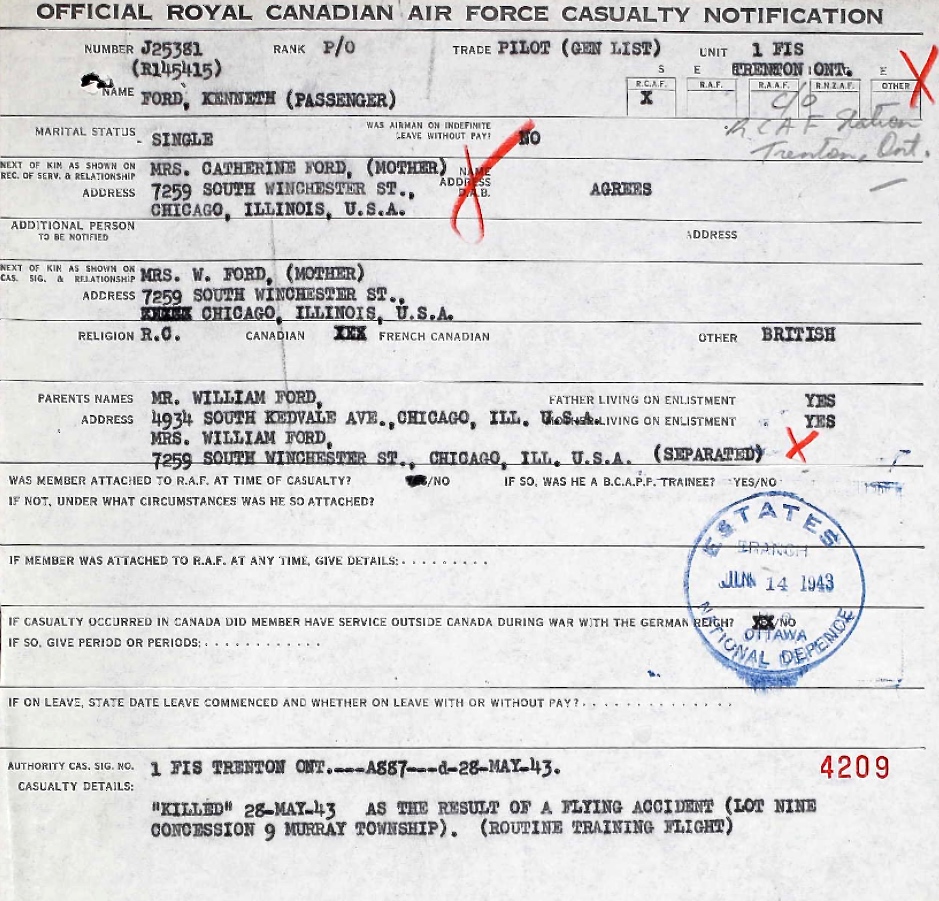 OFFICIAL ROYAL CANADIAN AIR FORCE CASUALTY NOTIFICATION
NUMBER J25381 RANK P/O TRADE PILOT (GEN LIST) UNIT 1 FIS
(R145415) S E TRENTON ONT. E
R.C.A.F. R.A.F. R.A.A.F. R.N.Z.A.F. OTHER X
NAME FORD, KENNETH (PASSENGER) X C/O
R.C.A.F Station
Trenton, Ont.
MARITAL STATUS - SINGLE WAS AIRMAN ON INDEFINITE LEAVE WITHOUT PAY? NO
NEXT OF KIN AS SHOWN ON REC. OF SERV. & RELATIONSHIP MRS. CATHERINE FORD, (MOTHER) NAME
ADDRESS 7259 SOUTH WINCHESTER ST., ADDRESS D.A.B. AGREES
CHICAGO, ILLINOIS, U.S.A.
ADDITIONAL PERSON TO BE NOTIFIED ADDRESS
NEXT OF KIN AS SHOWN ON CAS. SIG. & RELATIONSHIP MRS. W. FORD, (MOTHER)
ADDRESS 7259 SOUTH WINCHESTER ST.,
CHICAGO, ILLINOIS, U.S.A.
RELIGION R.C. CANADIAN XXX FRENCH CANADIAN OTHER BRITISH
PARENTS NAMES MR. WILLIAM FORD, FATHER LIVING ON ENLISTMENT YES
ADDRESS 4934 SOUTH KEDVALE AVE.,CHICAGO, ILL. U.S.A. MOTHER LIVING ON ENLISTMENT YES
MRS. WILLIAM FORD,
7259 SOUTH WINCHESTER ST., CHICAGO, ILL. U.S.A. (SEPARATED) X
WAS MEMBER ATTACHED TO R.A.F. AT TIME OF CASUALTY? /NO IF SO, WAS HE A B.C.A.P.P. TRAINEE? YES/NO
IF NOT, UNDER WHAT CIRCUMSTANCES WAS HE SO ATTACHED?
IF MEMBER WAS ATTACHED TO R.A.F. AT ANY TIME, GIVE DETAILS: . . . . . . . . .
ESTATES
BRANCH
JUN 14 1943
OTTAWA
NATIONAL DEFENCE
IF CASUALTY OCCURRED IN CANADA DID MEMBER HAVE SERVICE OUTSIDE CANADA DURING WAR WITH THE GERMAN REICH? XX/NO
IF SO, GIVE PERIOD OR PERIODS: . . . . . . . . . . . .
IF ON LEAVE, STATE DATE LEAVE COMMENCED AND WHETHER ON LEAVE WITH OR WITHOUT PAY? . . . . . . . . . . . . . .
AUTHORITY CAS. SIG. NO. 1 FIS TRENTON ONT.---A887---d-28-MAY-43. 4209
CASUALTY DETAILS:
"KILLED" 28-MAY-43 AS THE RESULT OF A FLYING ACCIDENT (LOT NINE
CONCESSION 9 MURRAY TOWNSHIP). (ROUTINE TRAINING FLIGHT)